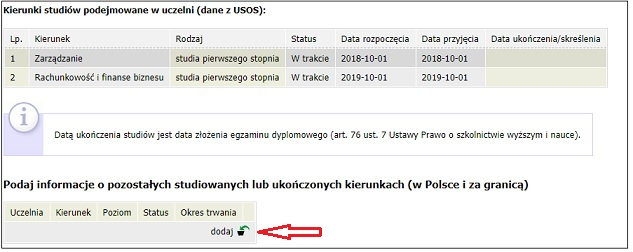 Kierunki studiów podejmowane w uczelni (dane z USOS):
Lp. Kierunek Rodzaj Status Data rozpoczęcia Data przyjęcia Data ukończenia/skreślenia
1 Zarządzanie studia pierwszego stopnia W trakcie 2018-10-01 2018-10-01
2 Rachunkowość i finanse biznesu studia pierwszego stopnia W trakcie 2019-10-01 2019-10-01
i
Datą ukończenia studiów jest data złożenia egzaminu dyplomowego (art. 76 ust. 7 Ustawy Prawo o szkolnictwie wyższym i nauce).
Podaj informacje o pozostałych studiowanych lub ukończonych kierunkach (w Polsce i za granicą)
Uczelnia Kierunek Poziom Status Okres trwania
dodaj